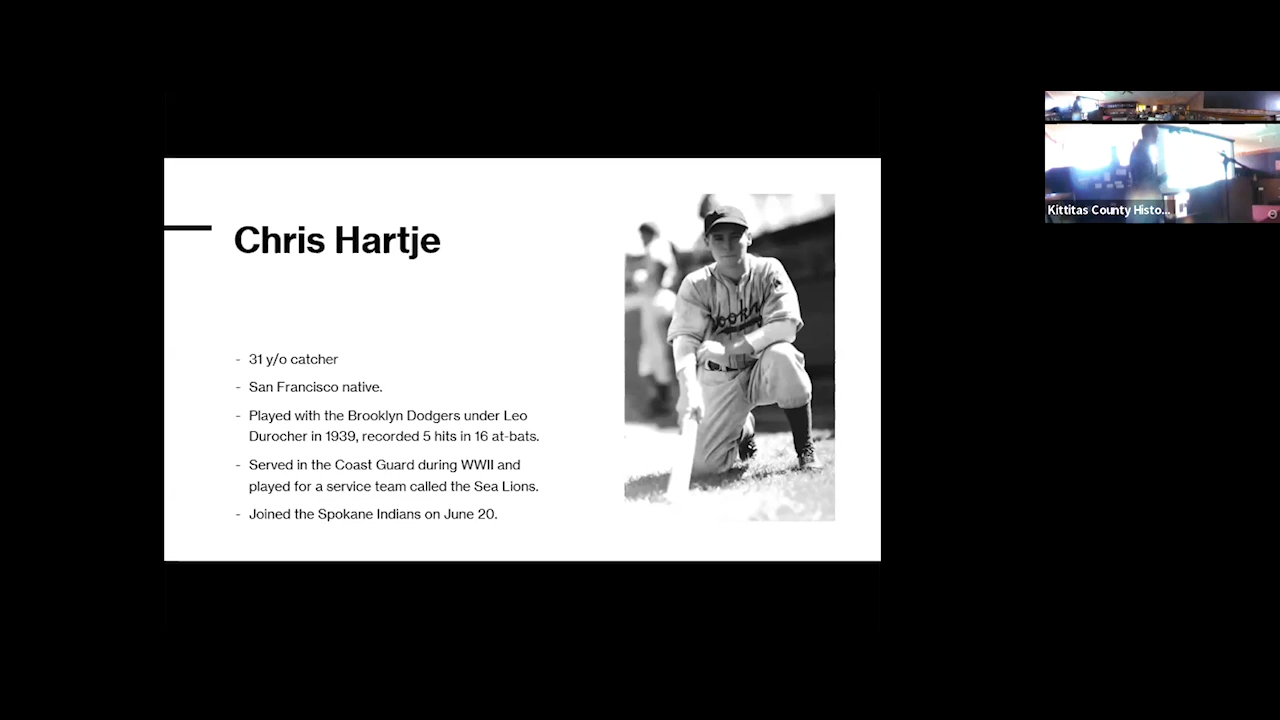 Chris Hartje
- 31 y/o catcher
- San Francisco native.
- Played with the Brooklyn Dodgers under Leo
Durocher in 1939, recorded 5 hits in 16 at-bats.
- Served in the Coast Guard during WWII and
played for a service team called the Sea Lions.
- Joined the Spokane Indians on June 20.
Kittitas County Histo...